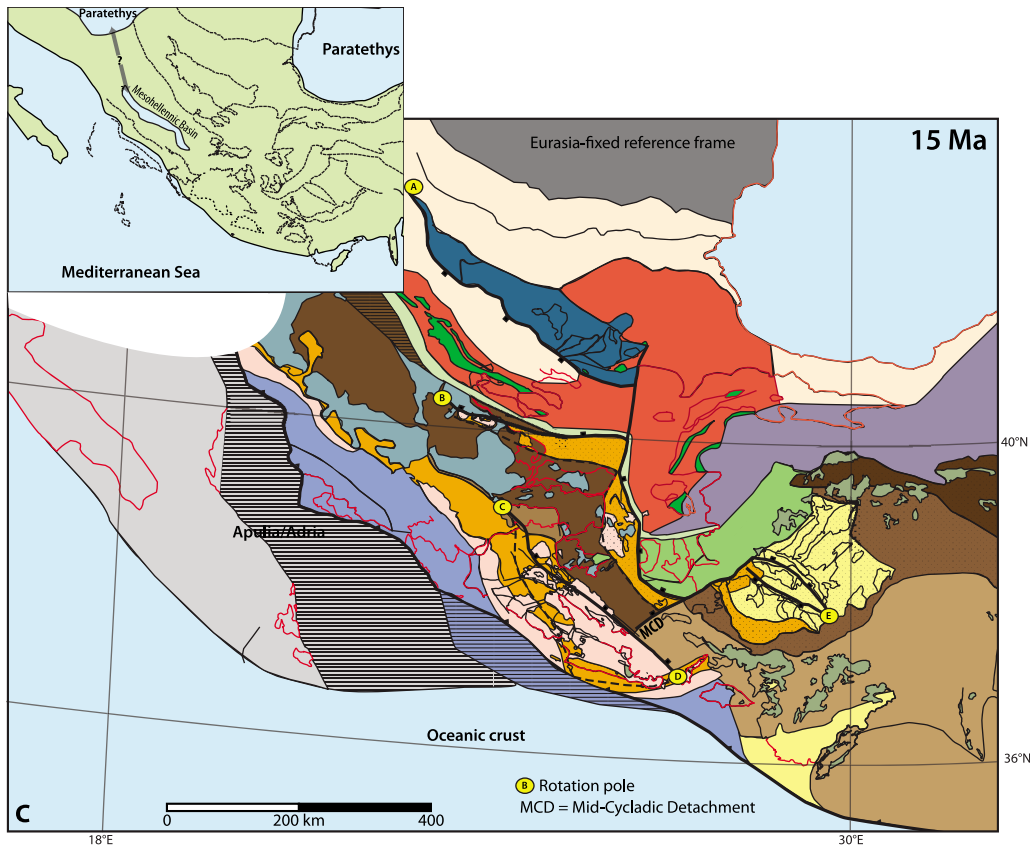 Paratethys
Paratethys
?
Mesohellennic Basin
Mediterranean Sea
Eurasia-fixed reference frame
15 Ma
A
B
40°N
C
Apulia/Adria
E
MCD
D
Oceanic crust
36°N
B Rotation pole
MCD = Mid-Cycladic Detachment
C
0 200 km 400
18°E 30°E